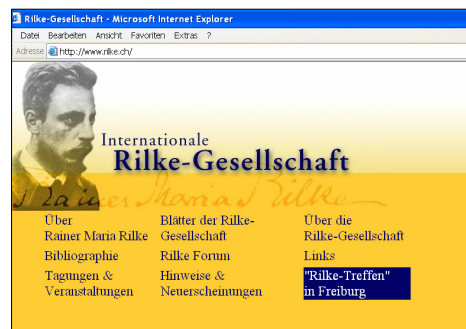 Rilke-Gesellschaft - Microsoft Internet Explorer
Datei Bearbeiten Ansicht Favoriten Extras ?
Adresse http://www.rilke.ch/
Internationale
Rilke-Gesellschaft
Rainer Maria Rilke
Über Blätter der Rilke- Über die
Rainer Maria Rilke Gesellschaft Rilke-Gesellschaft
Bibliographie Rilke Forum Links
Tagungen & Hinweise & "Rilke-Treffen"
Veranstaltungen Neuerscheinungen in Freiburg